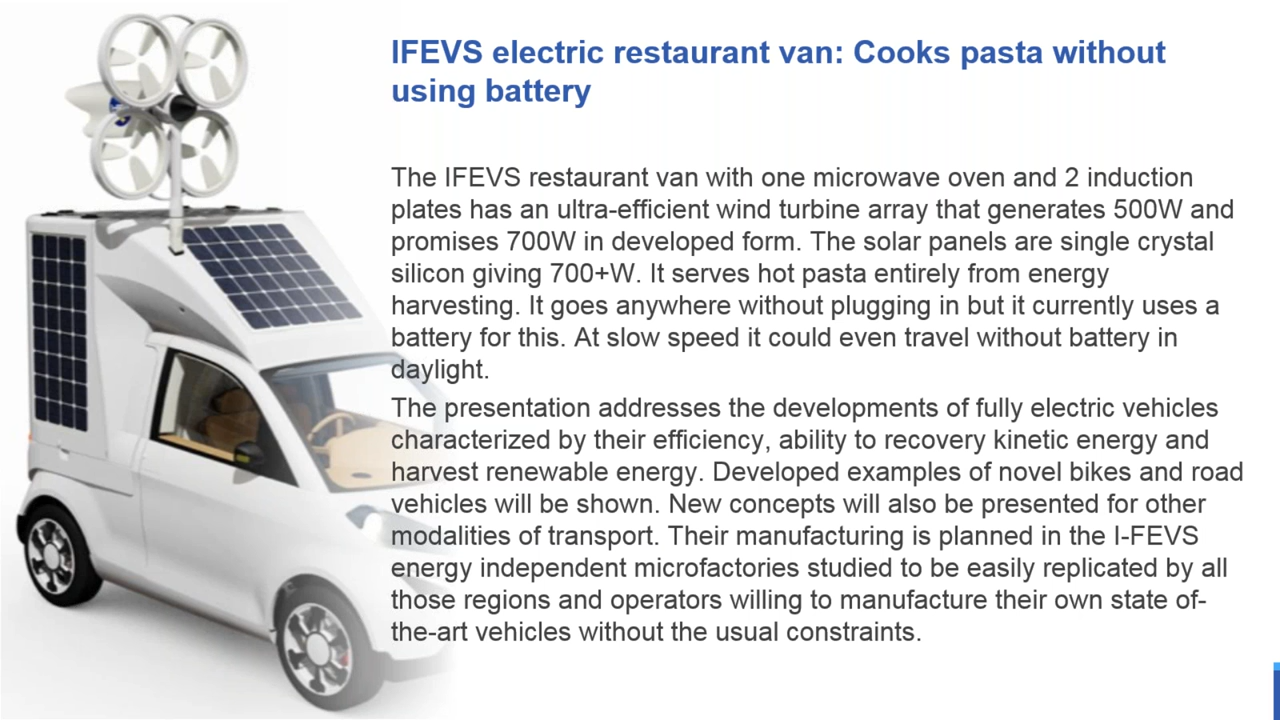 IFEVS electric restaurant van: Cooks pasta without
using battery
The IFEVS restaurant van with one microwave oven and 2 induction
plates has an ultra-efficient wind turbine array that generates 500W and
promises 700W in developed form. The solar panels are single crystal
silicon giving 700+W. It serves hot pasta entirely from energy
harvesting. It goes anywhere without plugging in but it currently uses a
battery for this. At slow speed it could even travel without battery in
daylight.
The presentation addresses the developments of fully electric vehicles
characterized by their efficiency, ability to recovery kinetic energy and
harvest renewable energy. Developed examples of novel bikes and road
vehicles will be shown. New concepts will also be presented for other
modalities of transport. Their manufacturing is planned in the I-FEVS
energy independent microfactories studied to be easily replicated by all
those regions and operators willing to manufacture their own state of-
the-art vehicles without the usual constraints.